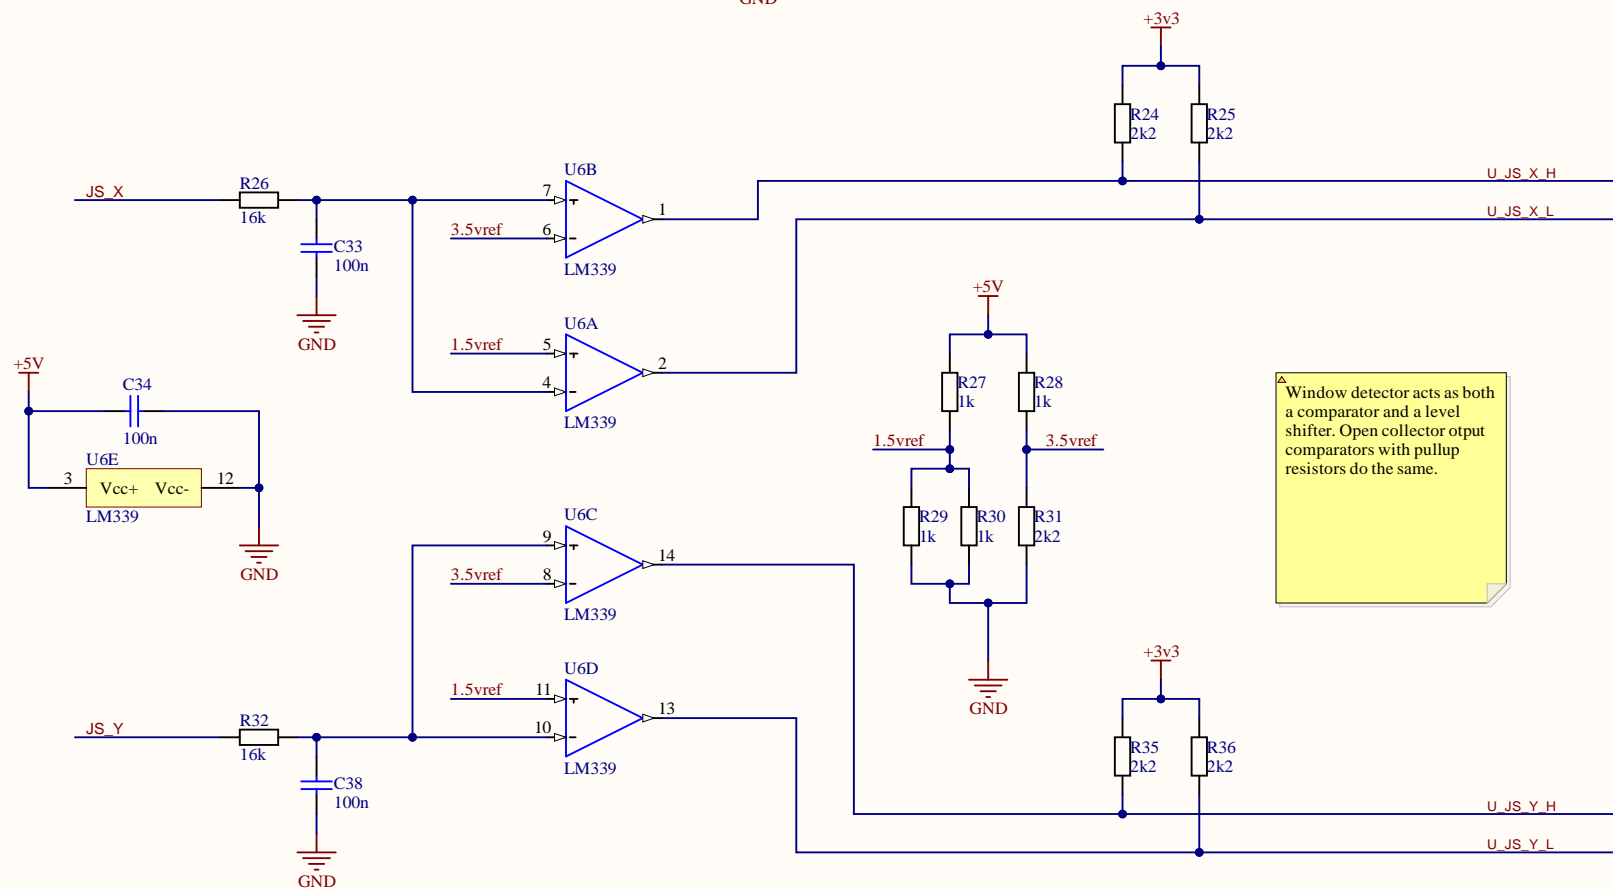 GND
+3v3
R24
2k2
R25
2k2
JS_X
R26
16k
C33
100n
GND
U6B
7
3.5vref
6
1
LM339
U_JS_X_H
U_JS_X_L
U6A
1.5vref
5
4
2
LM339
+5V
C34
100n
U6E
3
Vcc+ Vcc-
12
LM339
GND
+5V
R27
1k
R28
1k
1.5vref
3.5vref
R29
1k
R30
1k
R31
2k2
GND
Window detector acts as both
a comparator and a level
shifter. Open collector otput
comparators with pullup
resistors do the same.
U6C
9
3.5vref
8
14
LM339
U6D
1.5vref
11
10
13
LM339
JS_Y
R32
16k
C38
100n
GND
+3v3
R35
2k2
R36
2k2
U_JS_Y_H
U_JS_Y_L